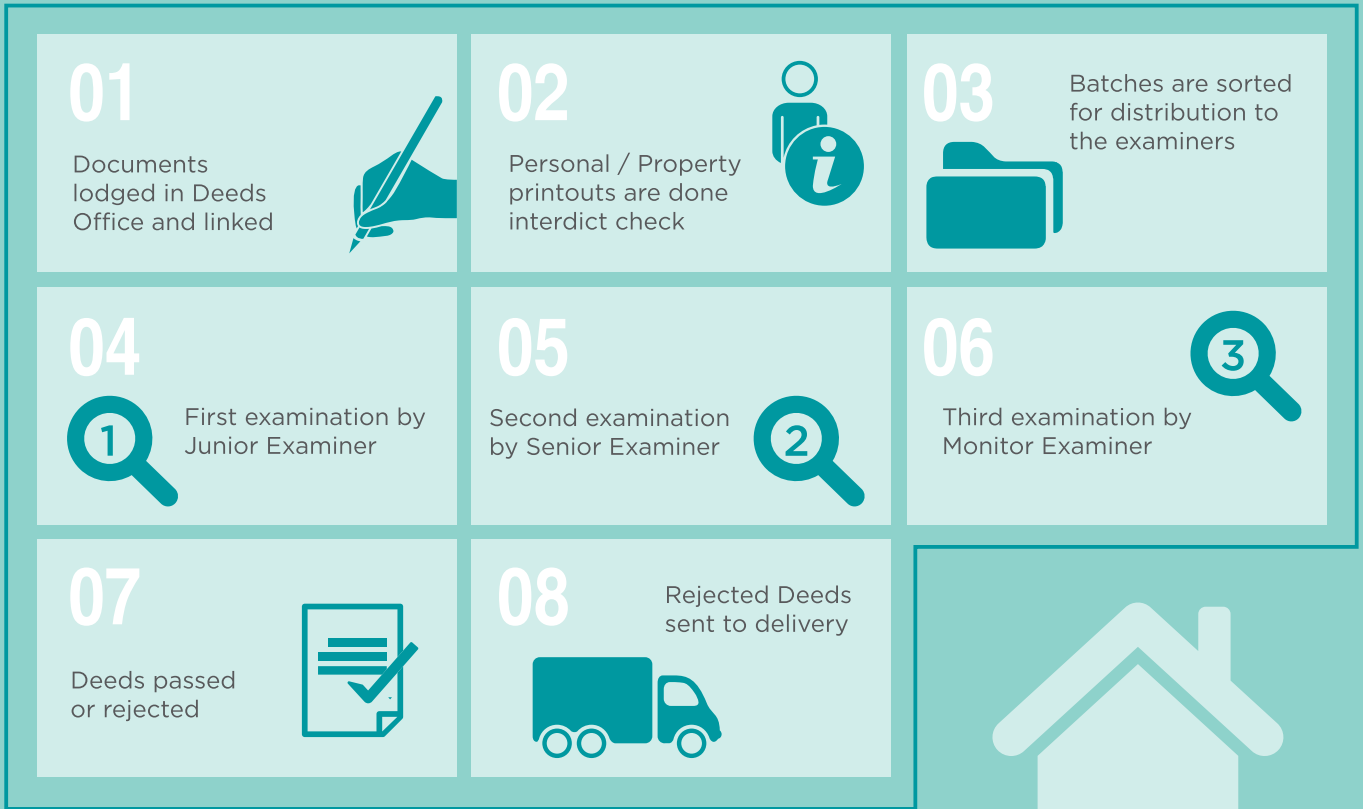 01
Documents
lodged in Deeds
Office and linked
02
Personal / Property
printouts are done
interdict check
i
03
Batches are sorted
for distribution to
the examiners
04
1
First examination by
Junior Examiner
05
Second examination
by Senior Examiner
2
06
3
Third examination by
Monitor Examiner
07
Deeds passed
or rejected
08
Rejected Deeds
sent to delivery